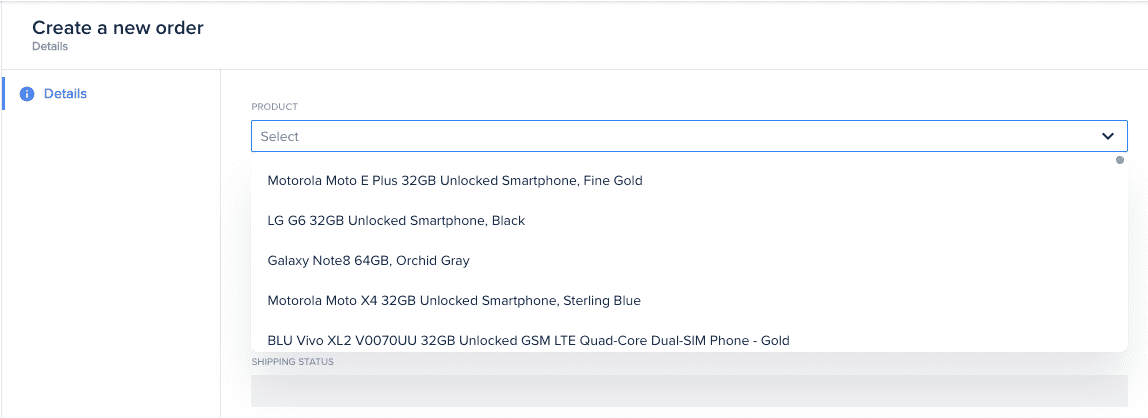 Create a new order
Details
Details
PRODUCT
Select
Motorola Moto E Plus 32GB Unlocked Smartphone, Fine Gold
LG G6 32GB Unlocked Smartphone, Black
Galaxy Note8 64GB, Orchid Gray
Motorola Moto X4 32GB Unlocked Smartphone, Sterling Blue
BLU Vivo XL2 V0070UU 32GB Unlocked GSM LTE Quad-Core Dual-SIM Phone - Gold
SHIPPING STATUS